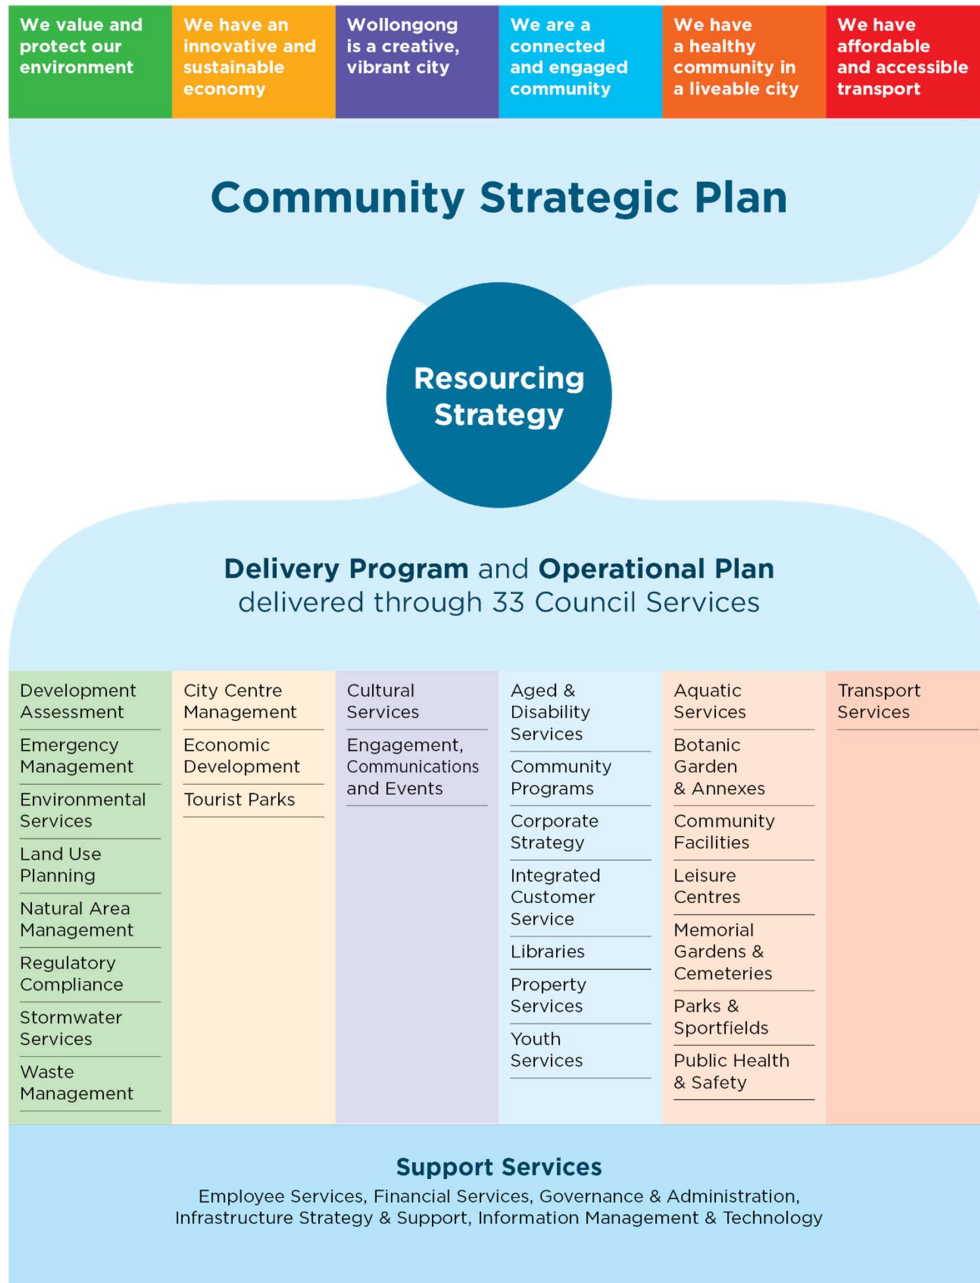 We value and
protect our
environment
We have an
innovative and
sustainable
economy
Wollongong
is a creative,
vibrant city
We are a
connected
and engaged
community
We have
a healthy
community in
a liveable city
We have
affordable
and accessible
transport
Community Strategic Plan
Resourcing
Strategy
Delivery Program and Operational Plan
delivered through 33 Council Services
Development
Assessment
Emergency
Management
Environmental
Services
Land Use
Planning
Natural Area
Management
Regulatory
Compliance
Stormwater
Services
Waste
Management
City Centre
Management
Economic
Development
Tourist Parks
Cultural
Services
Engagement,
Communications
and Events
Aged &
Disability
Services
Community
Programs
Corporate
Strategy
Integrated
Customer
Service
Libraries
Property
Services
Youth
Services
Aquatic
Services
Botanic
Garden
& Annexes
Community
Facilities
Leisure
Centres
Memorial
Gardens &
Cemeteries
Parks &
Sportfields
Public Health
& Safety
Transport
Services
Support Services
Employee Services, Financial Services, Governance & Administration,
Infrastructure Strategy & Support, Information Management & Technology